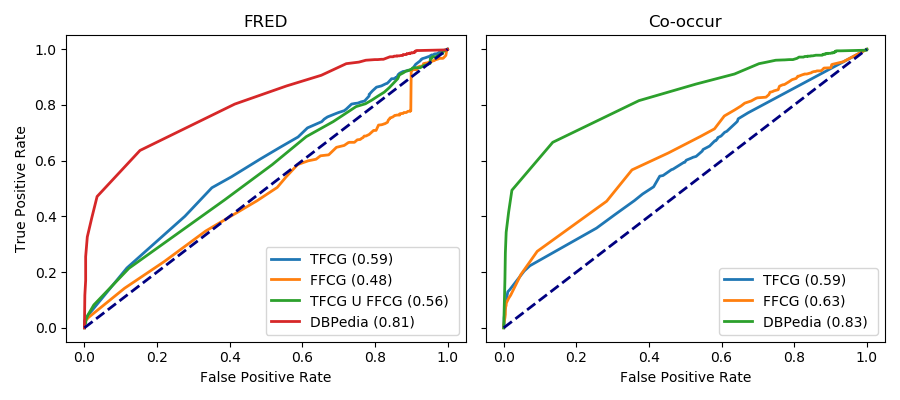 FRED
Co-occur
True Positive Rate
1.0
0.8
0.6
0.4
0.2
0.0
TFCG (0.59)
FFCG (0.48)
TFCG U FFCG (0.56)
DBPedia (0.81)
TFCG (0.59)
FFCG (0.63)
DBPedia (0.83)
0.0 0.2 0.4 0.6 0.8 1.0
0.0 0.2 0.4 0.6 0.8 1.0
False Positive Rate
False Positive Rate